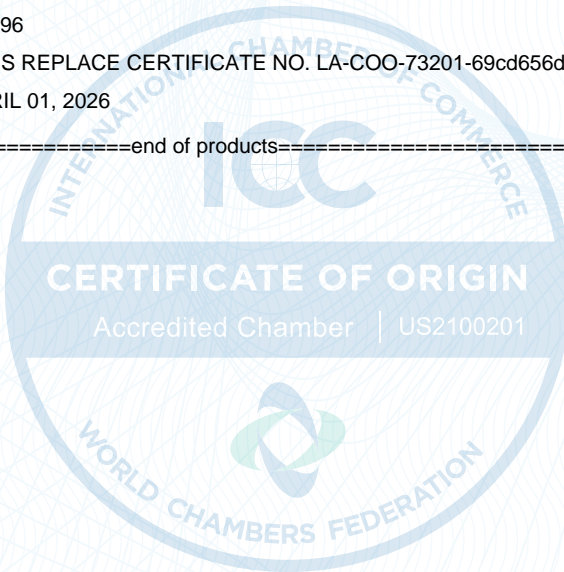 96
S REPLACE CERTIFICATE NO. LA-COO-73201-69cd656d
RIL 01, 2026
===========end of products=======================
INTERNATIONAL CHAMBER OF COMMERCE
ICC
CERTIFICATE OF ORIGIN
Accredited Chamber | US2100201
WORLD CHAMBERS FEDERATION